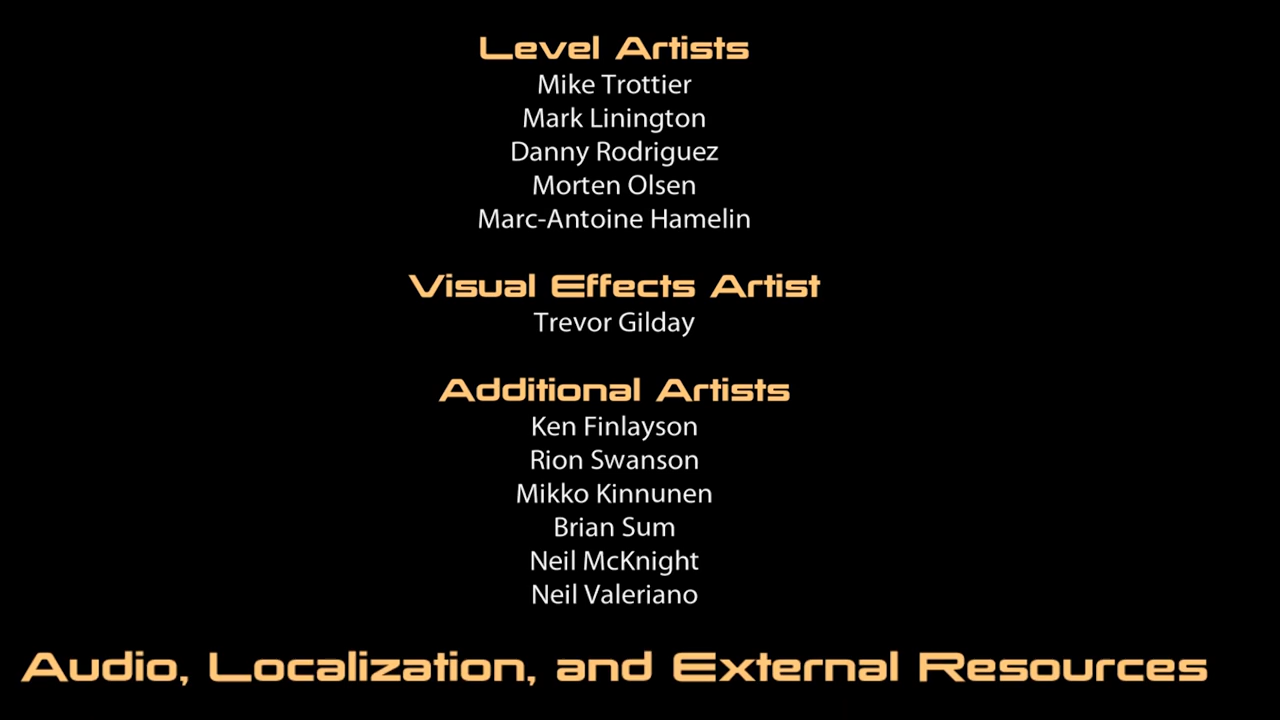 Level Artists
Mike Trottier
Mark Linington
Danny Rodriguez
Morten Olsen
Marc-Antoine Hamelin
Visual Effects Artist
Trevor Gilday
Additional Artists
Ken Finlayson
Rion Swanson
Mikko Kinnunen
Brian Sum
Neil McKnight
Neil Valeriano
Audio, Localization, and External Resources